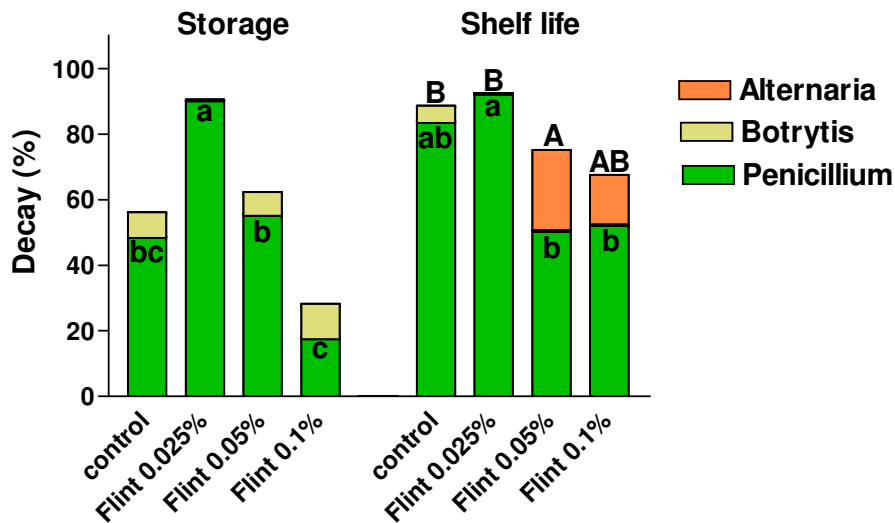 Storage
Shelf life
Decay (%)
100
80
60
40
20
0
bc
a
b
c
B
ab
B
a
A
b
AB
b
control
Flint 0.025%
Flint 0.05%
Flint 0.1%
control
Flint 0.025%
Flint 0.05%
Flint 0.1%
Alternaria
Botrytis
Penicillium